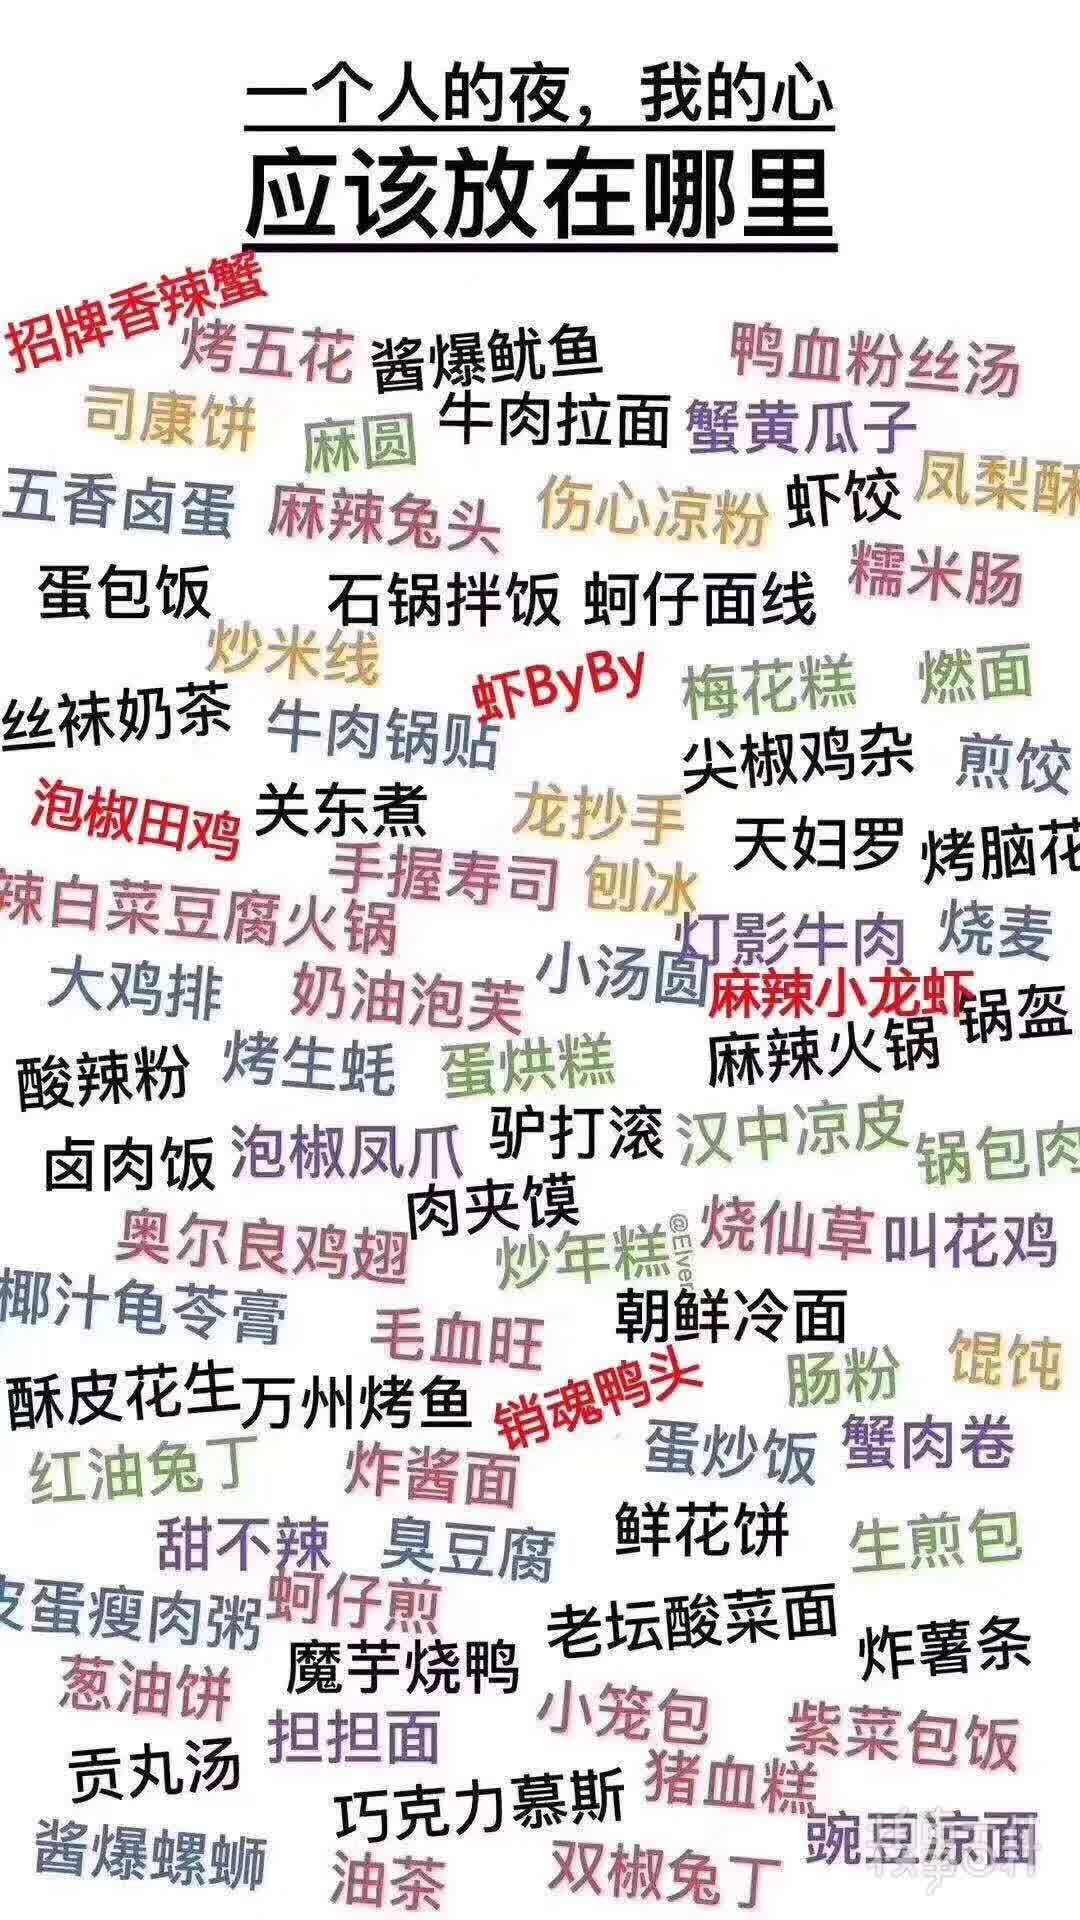 一个人的夜，我的心
应该放在哪里
招牌香辣蟹
烤五花 酱爆鱿鱼 鸭血粉丝汤
司康饼 麻圆 牛肉拉面 蟹黄瓜子
五香卤蛋 麻辣兔头 伤心凉粉 虾饺 凤梨酥
蛋包饭 石锅拌饭 蚵仔面线 糯米肠
炒米线 虾ByBy 梅花糕 燃面
丝袜奶茶 牛肉锅贴 尖椒鸡杂 煎饺
泡椒田鸡 关东煮 龙抄手 天妇罗 烤脑花
辣白菜豆腐火锅 手握寿司 刨冰 灯影牛肉 烧麦
大鸡排 奶油泡芙 小汤圆 麻辣小龙虾
酸辣粉 烤生蚝 蛋烘糕 麻辣火锅 锅盔
卤肉饭 泡椒凤爪 驴打滚 汉中凉皮 锅包肉
肉夹馍
奥尔良鸡翅 炒年糕 @Elver 烧仙草 叫花鸡
椰汁龟苓膏 毛血旺 朝鲜冷面
酥皮花生 万州烤鱼 销魂鸭头 肠粉 馄饨
红油兔丁 炸酱面 蛋炒饭 蟹肉卷
甜不辣 臭豆腐 鲜花饼 生煎包
皮蛋瘦肉粥 蚵仔煎 老坛酸菜面 炸薯条
葱油饼 魔芋烧鸭 小笼包 紫菜包饭
贡丸汤 担担面 猪血糕
巧克力慕斯 豌豆凉面
酱爆螺蛳 油茶 双椒兔丁